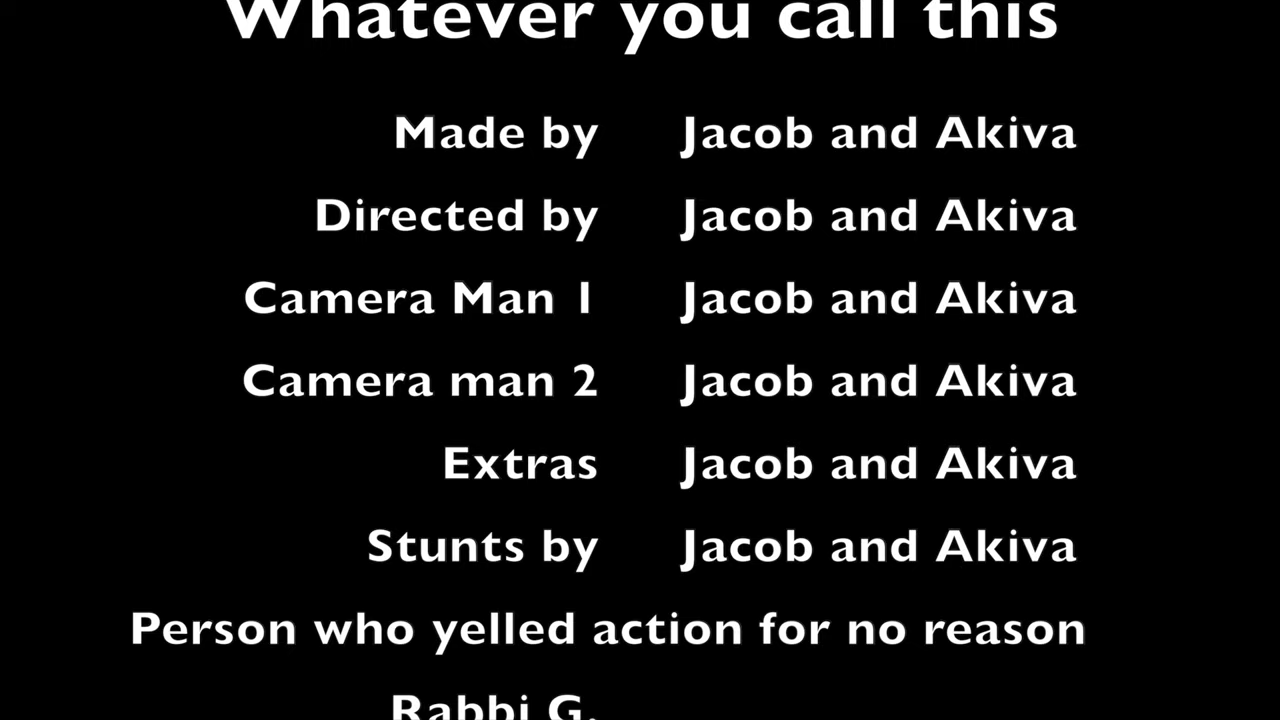 Whatever you call this
Made by Jacob and Akiva
Directed by Jacob and Akiva
Camera Man 1 Jacob and Akiva
Camera man 2 Jacob and Akiva
Extras Jacob and Akiva
Stunts by Jacob and Akiva
Person who yelled action for no reason
Rabbi G.